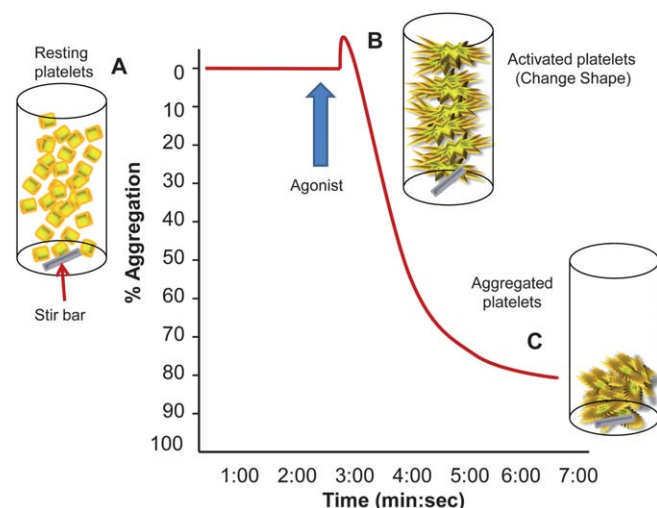 Resting
platelets
A
Stir bar
% Aggregation
0
10
20
30
50
60
70
80
90
100
Agonist
B
Activated platelets
(Change Shape)
Aggregated
platelets
C
1:00 2:00 3:00 4:00 5:00 6:00 7:00
Time (min:sec)